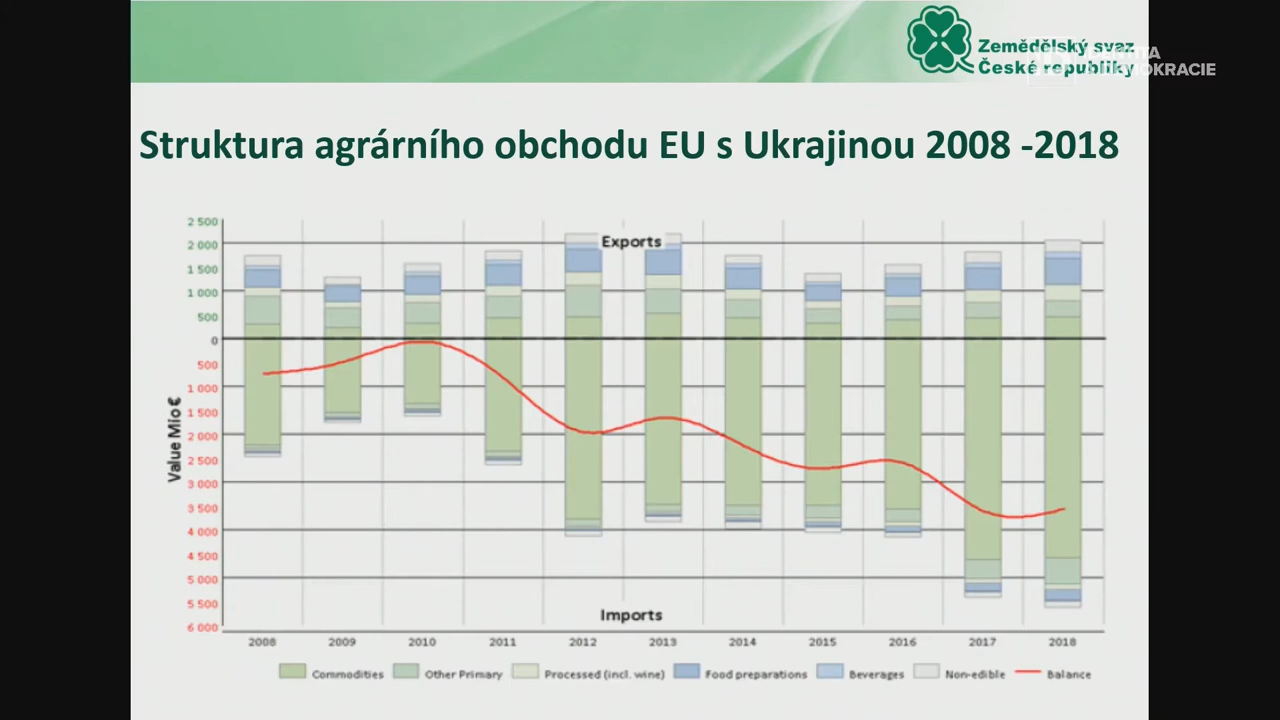 Zemědělský svaz
České republiky
Struktura agrárního obchodu EU s Ukrajinou 2008 -2018
Exports
2 500
2 000
1 500
1 000
500
0
500
1 000
1 500
2 000
2 500
3 000
3 500
4 000
4 500
5 000
5 500
6 000
Value Mio €
Imports
2008 2009 2010 2011 2012 2013 2014 2015 2016 2017 2018
Commodities Other Primary Processed (incl. wine) Food preparations Beverages Non-edible Balance